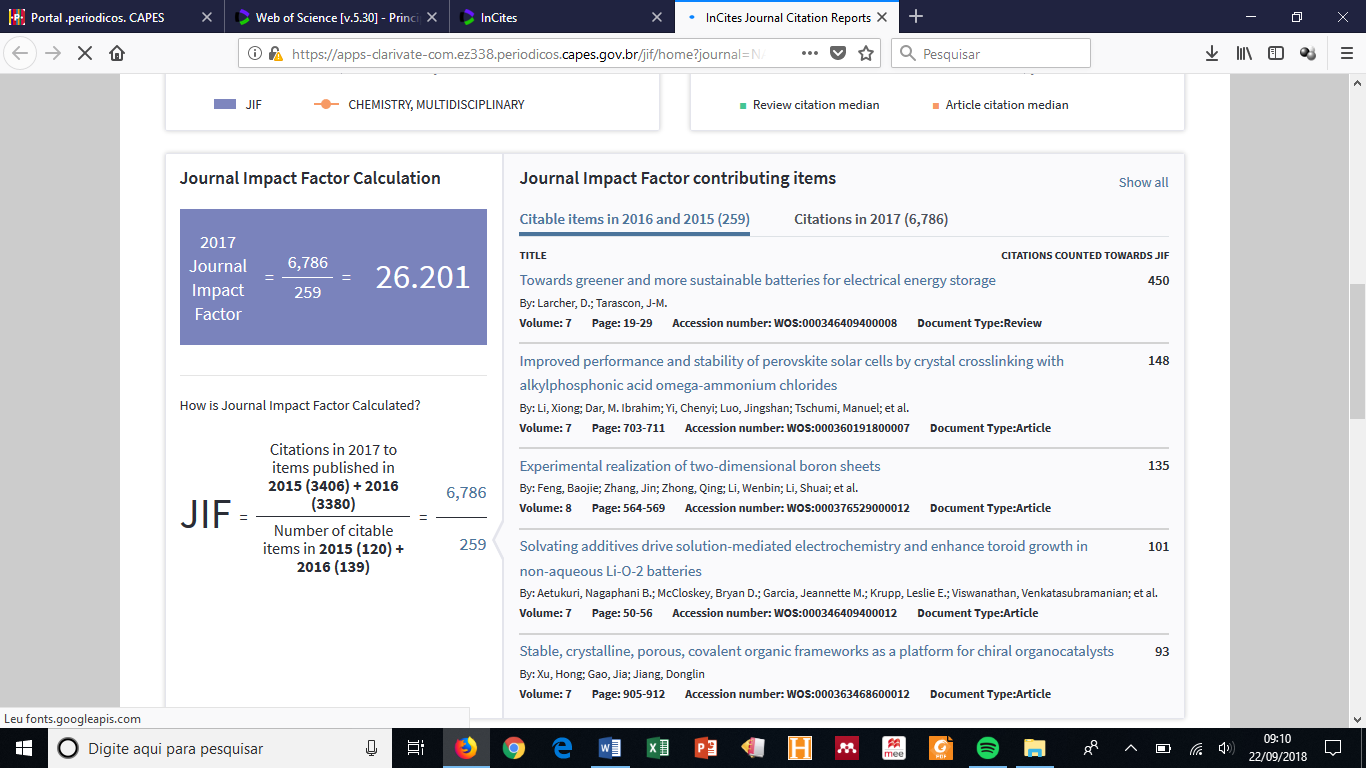 Portal .periodicos. CAPES
Web of Science [v.5.30] - Princi
InCites
InCites Journal Citation Reports
https://apps-clarivate-com.ez338.periodicos.capes.gov.br/jif/home?journal=NA
Pesquisar
JIF
CHEMISTRY, MULTIDISCIPLINARY
Review citation median
Article citation median
Journal Impact Factor Calculation
2017
Journal
Impact
Factor
= 6,786
259
= 26.201
How is Journal Impact Factor Calculated?
JIF =
Citations in 2017 to
items published in
2015 (3406) + 2016
(3380)
Number of citable
items in 2015 (120) +
2016 (139)
= 6,786
259
Journal Impact Factor contributing items
Show all
Citable items in 2016 and 2015 (259)
Citations in 2017 (6,786)
TITLE
CITATIONS COUNTED TOWARDS JIF
Towards greener and more sustainable batteries for electrical energy storage
450
By: Larcher, D.; Tarascon, J-M.
Volume: 7 Page: 19-29 Accession number: WOS:000346409400008 Document Type:Review
Improved performance and stability of perovskite solar cells by crystal crosslinking with
148
alkylphosphonic acid omega-ammonium chlorides
By: Li, Xiong; Dar, M. Ibrahim; Yi, Chenyi; Luo, Jingshan; Tschumi, Manuel; et al.
Volume: 7 Page: 703-711 Accession number: WOS:000360191800007 Document Type:Article
Experimental realization of two-dimensional boron sheets
135
By: Feng, Baojie; Zhang, Jin; Zhong, Qing; Li, Wenbin; Li, Shuai; et al.
Volume: 8 Page: 564-569 Accession number: WOS:000376529000012 Document Type:Article
Solvating additives drive solution-mediated electrochemistry and enhance toroid growth in
101
non-aqueous Li-O-2 batteries
By: Aetukuri, Nagaphani B.; McCloskey, Bryan D.; Garcia, Jeannette M.; Krupp, Leslie E.; Viswanathan, Venkatasubramanian; et al.
Volume: 7 Page: 50-56 Accession number: WOS:000346409400012 Document Type:Article
Stable, crystalline, porous, covalent organic frameworks as a platform for chiral organocatalysts
93
By: Xu, Hong; Gao, Jia; Jiang, Donglin
Volume: 7 Page: 905-912 Accession number: WOS:000363468600012 Document Type:Article
Leu fonts.googleapis.com
Digite aqui para pesquisar
09:10
22/09/2018